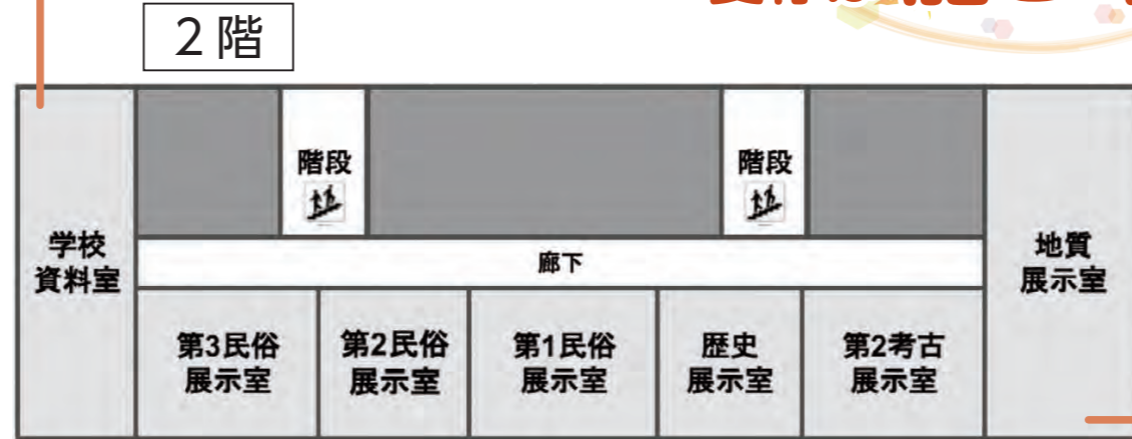 ２階
階段
階段
学校
資料室
廊下
地質
展示室
第3民俗
展示室
第2民俗
展示室
第1民俗
展示室
歴史
展示室
第2考古
展示室